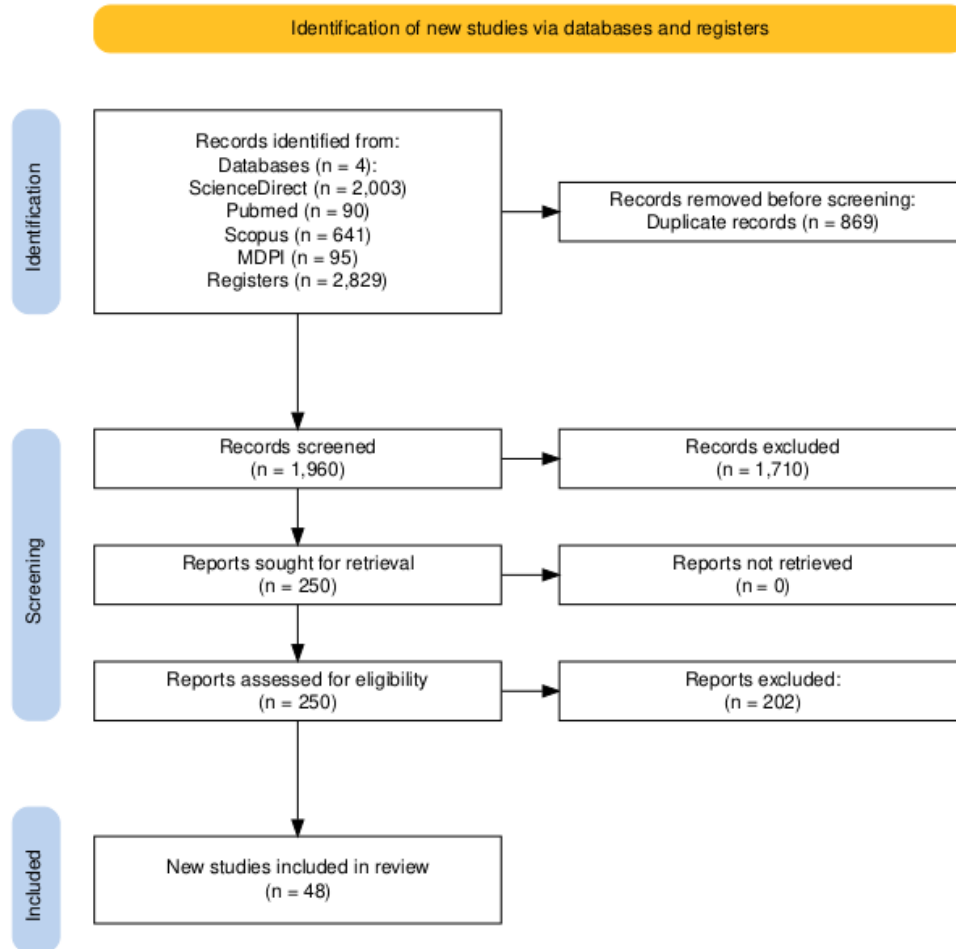 Identification of new studies via databases and registers
Identification
Records identified from:
Databases (n = 4):
ScienceDirect (n = 2,003)
Pubmed (n = 90)
Scopus (n = 641)
MDPI (n = 95)
Registers (n = 2,829)
Records removed before screening:
Duplicate records (n = 869)
Screening
Records screened
(n = 1,960)
Records excluded
(n = 1,710)
Reports sought for retrieval
(n = 250)
Reports not retrieved
(n = 0)
Reports assessed for eligibility
(n = 250)
Reports excluded:
(n = 202)
Included
New studies included in review
(n = 48)